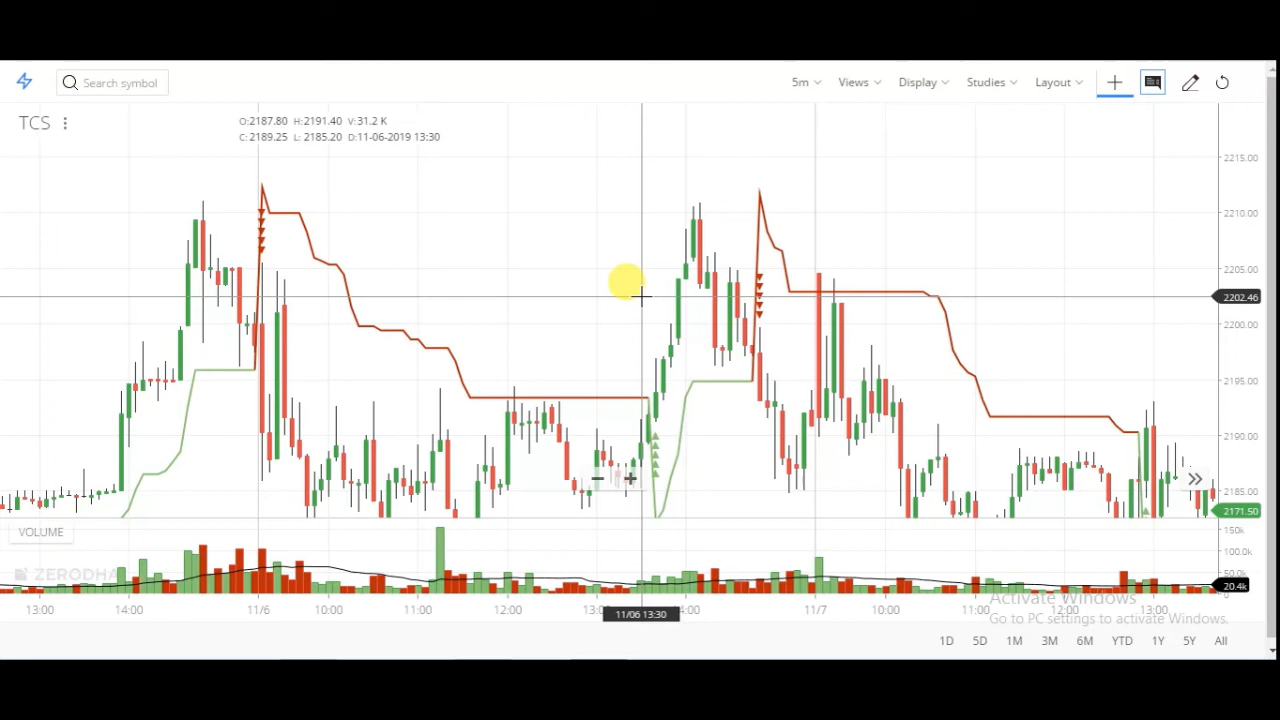 Search symbol
5m Views Display Studies Layout
TCS
O:2187.80 H:2191.40 V:31.2 K
C:2189.25 L: 2185.20 D:11-06-2019 13:30
2215.00
2210.00
2205.00
2202.46
2200.00
2195.00
2190.00
2185.00
2171.50
VOLUME
150k
100.0k
50.0k
20.4k
0
ZERODHA
13:00 14:00 11/6 10:00 11:00 12:00 11/06 13:30 14:00 11/7 10:00 11:00 12:00 13:00
Activate Windows
Go to PC settings to activate Windows.
1D 5D 1M 3M 6M YTD 1Y 5Y All